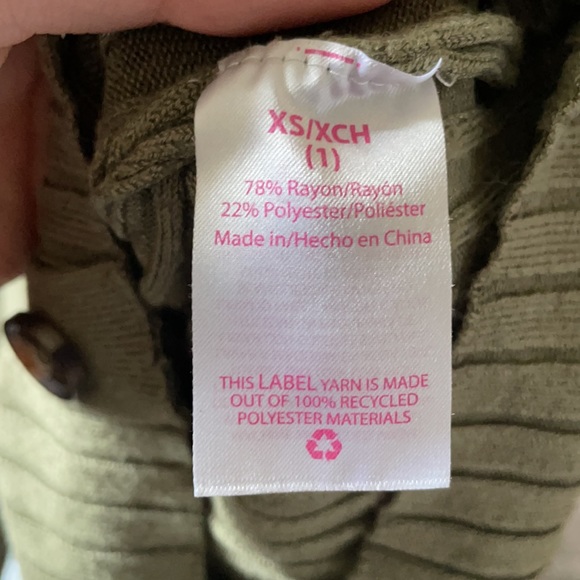 XS/XCH
(1)
78% Rayon/Rayón
22% Polyester/Poliéster
Made in/Hecho en China
THIS LABEL YARN IS MADE
OUT OF 100% RECYCLED
POLYESTER MATERIALS